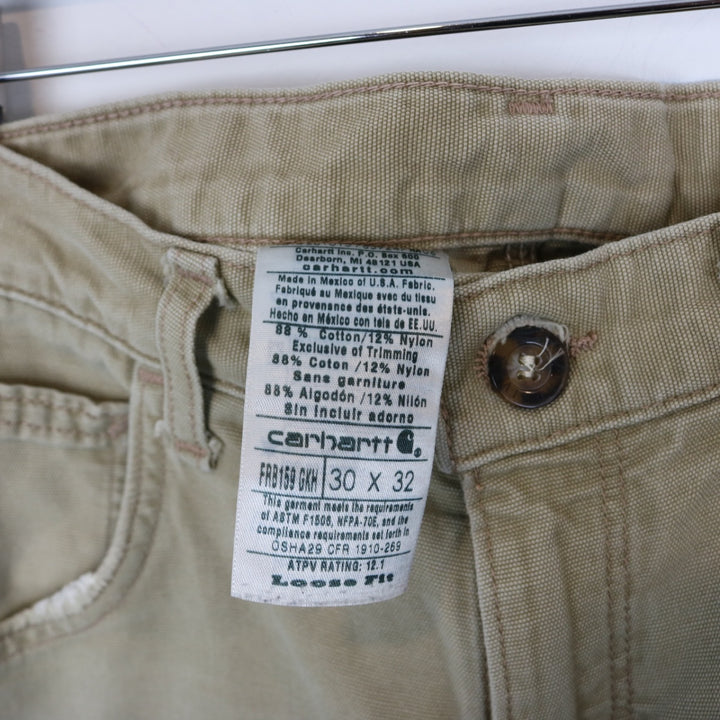 Carhartt Inc. P.O. Box 600
Dearborn, MI 48121 USA
carhartt.com
Made in Mexico of U.S.A. Fabric.
Fabriqué au Mexique avec du tissu
en provenance des états-unis.
Hecho en México con tela de EE.UU.
88 % Cotton/12% Nylon
Exclusive of Trimming
88% Coton /12% Nylon
Sans garniture
88% Algodón /12% Nilón
Sin incluir adorno
carhartt
FRB159 GKH 30 X 32
This garment meets the requirements
of ASTM F1506, NFPA-70E, and the
compliance requirements set forth in
OSHA29 CFR 1910-269
ATPV RATING: 12.1
Loose Fit